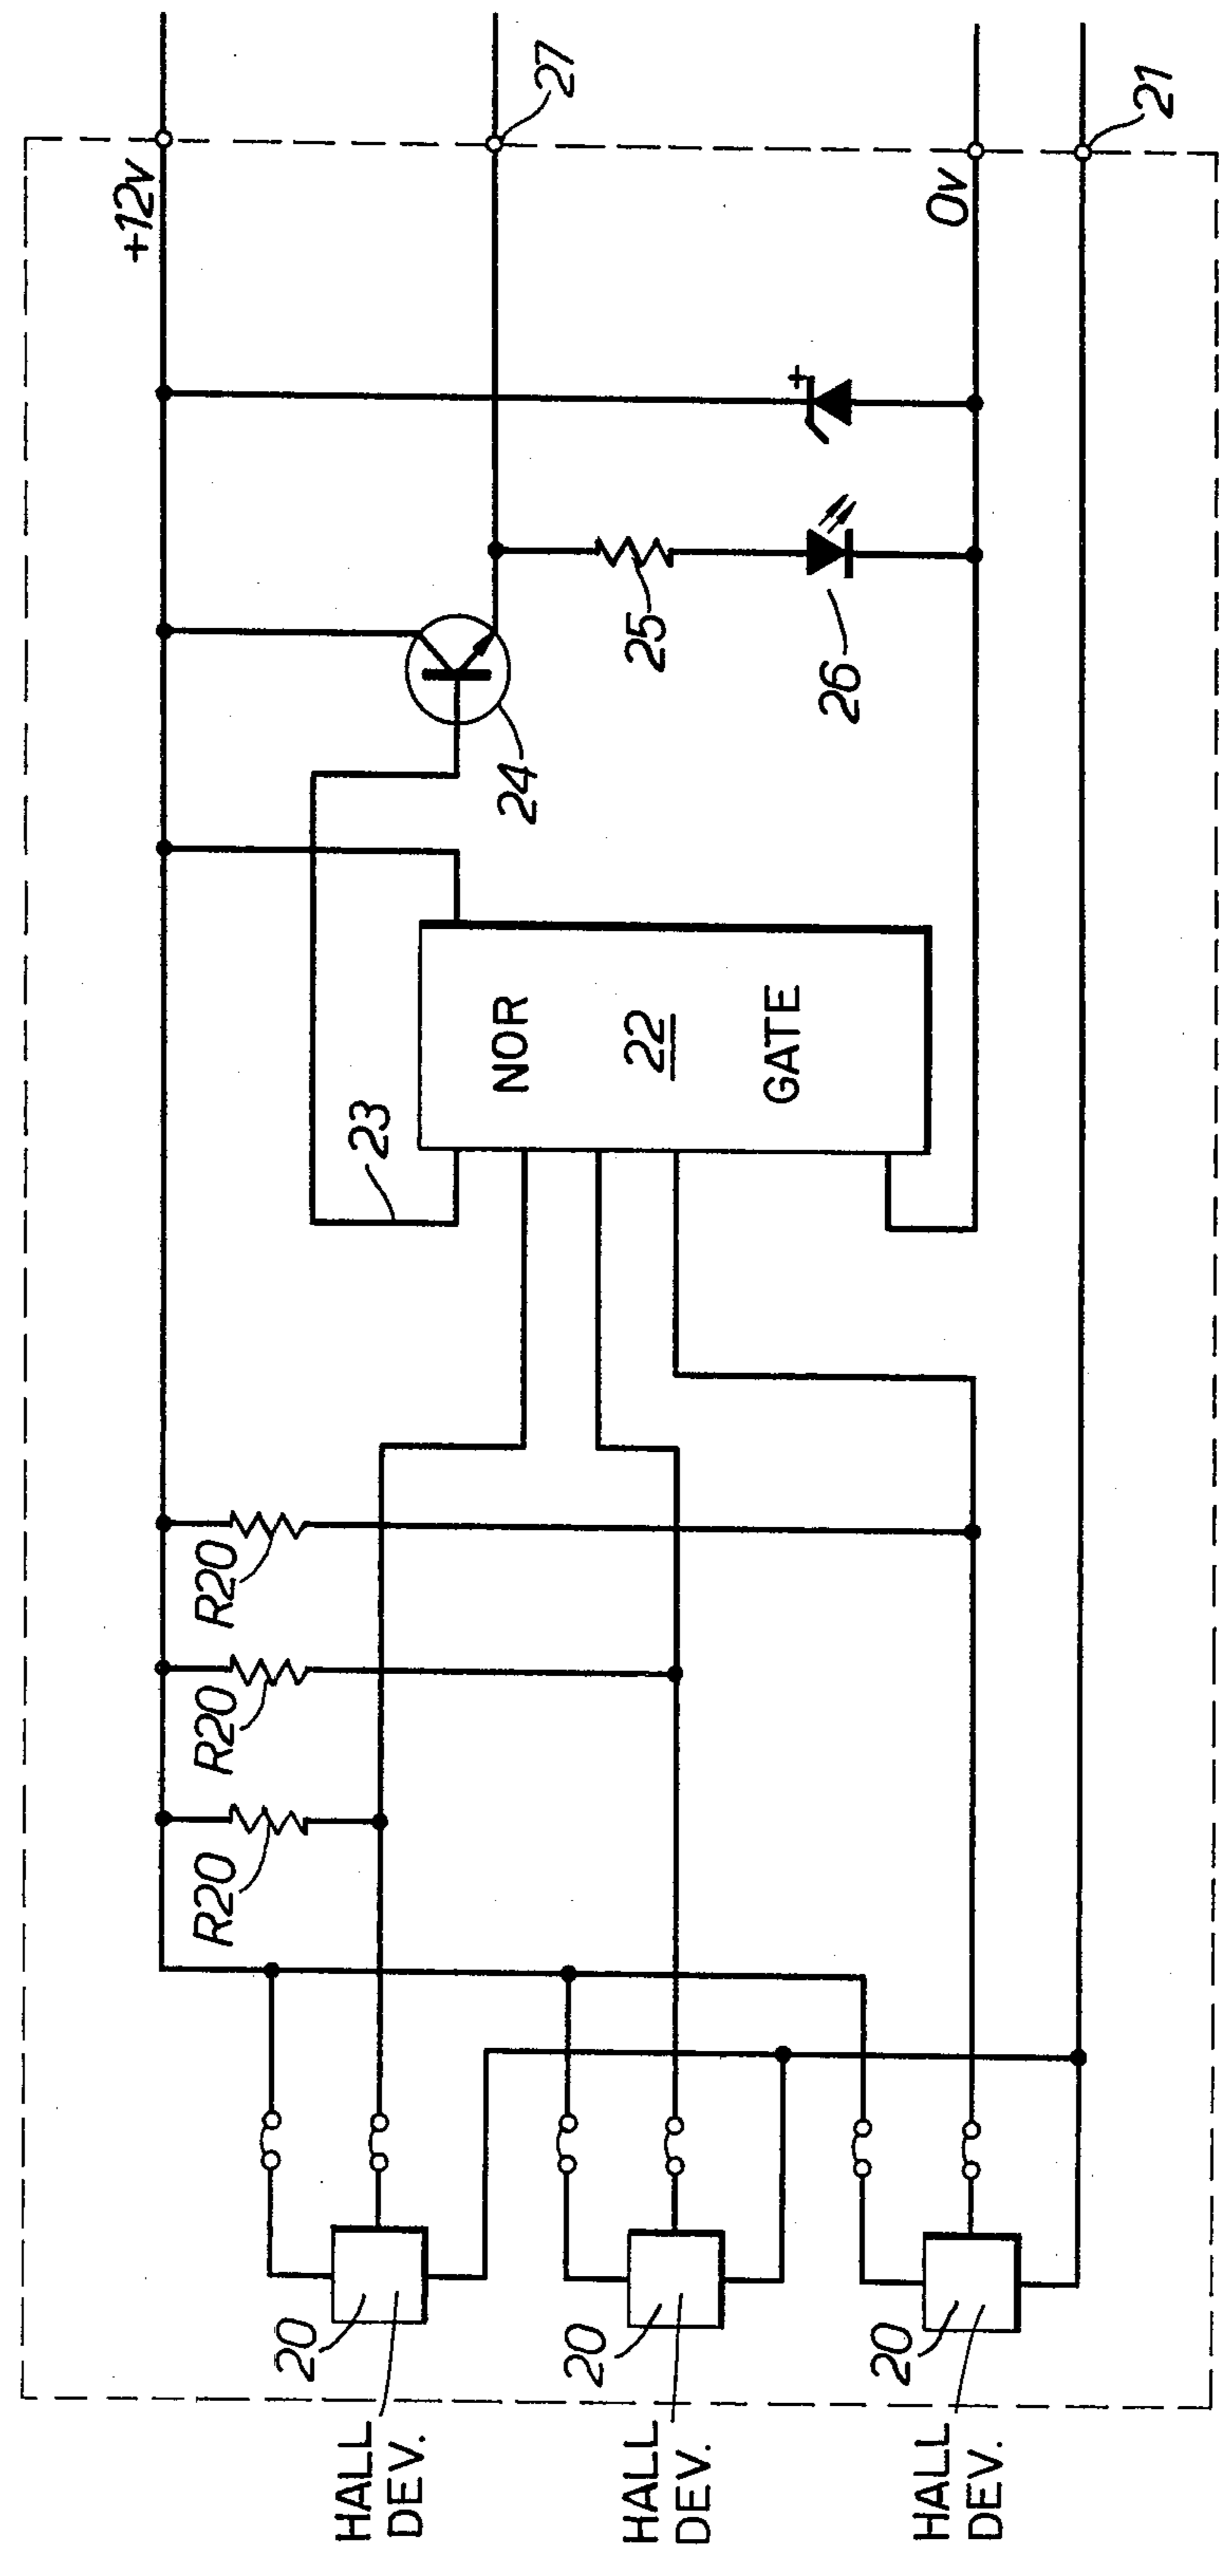 +12v
27
0v
21
25
26
24
NOR
22
GATE
23
R20
R20
R20
20
20
20
HALL
DEV.
HALL
DEV.
HALL
DEV.
+